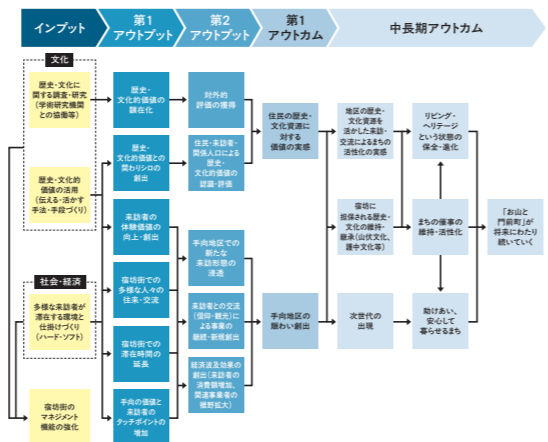 インプット
第1
アウトプット
第2
アウトプット
第1
アウトカム
中長期アウトカム
文化
歴史・文化に
関する調査・研究
(学術研究機関
との協働等)
歴史・文化的
価値の活用
(伝える・活かす
手法・手段づくり)
社会・経済
多様な来訪者が
滞在する環境と
仕掛けづくり
(ハード・ソフト)
宿坊街の
マネジメント
機能の強化
歴史・
文化的価値の
顕在化
歴史・
文化的価値との
関わりシロの
創出
来訪者の
体験価値の
向上・創出
宿坊街での
多様な人々の
往来・交流
宿坊街での
滞在時間の
延長
手向の価値と
来訪者の
タッチポイントの
増加
対外的
評価の獲得
住民・来訪者・
関係人口による
歴史・
文化的価値の
認識・評価
手向地区での
新たな
来訪形態の
浸透
来訪者との交流
(信仰・観光)に
よる事業の
継続・新規創出
経済波及効果の
創出(来訪者の
消費額増加、
関連事業者の
裾野拡大)
住民の歴史・
文化資源に
対する
価値の実感
手向地区の
賑わい創出
地区の歴史・
文化資源を
活かした来訪・
交流によるまちの
活性化の実感
宿坊に
担保される歴史・
文化の維持・
継承(山伏文化、
講中文化等)
次世代の
出現
リビング・
ヘリテージ
という状態の
保全・進化
まちの催事の
維持・活性化
助けあい、
安心して
暮らせるまち
「お山と
門前町」が
将来にわたり
続いていく